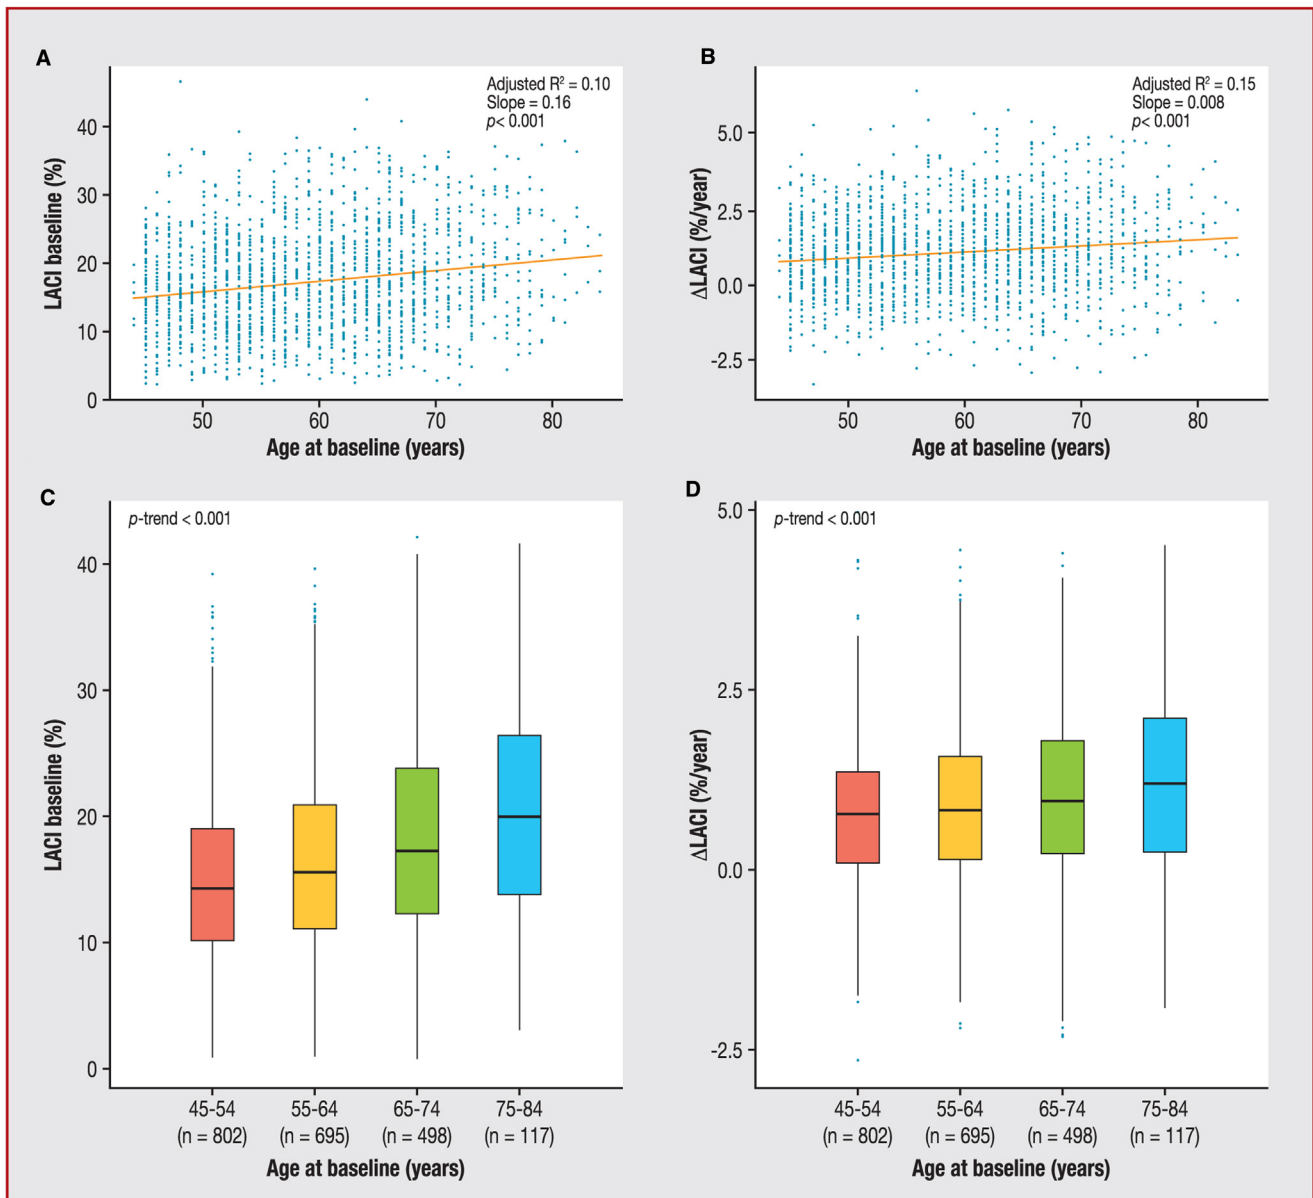 A
Adjusted R² = 0.10
Slope = 0.16
p< 0.001
LACI baseline (%)
40
30
20
10
0
50 60 70 80
Age at baseline (years)
B
Adjusted R² = 0.15
Slope = 0.008
p< 0.001
ΔLACI (%/year)
5.0
2.5
0.0
-2.5
50 60 70 80
Age at baseline (years)
C
p-trend < 0.001
LACI baseline (%)
40
30
20
10
0
45-54 55-64 65-74 75-84
(n = 802) (n = 695) (n = 498) (n = 117)
Age at baseline (years)
D
p-trend < 0.001
ΔLACI (%/year)
5.0
2.5
0.0
-2.5
45-54 55-64 65-74 75-84
(n = 802) (n = 695) (n = 498) (n = 117)
Age at baseline (years)